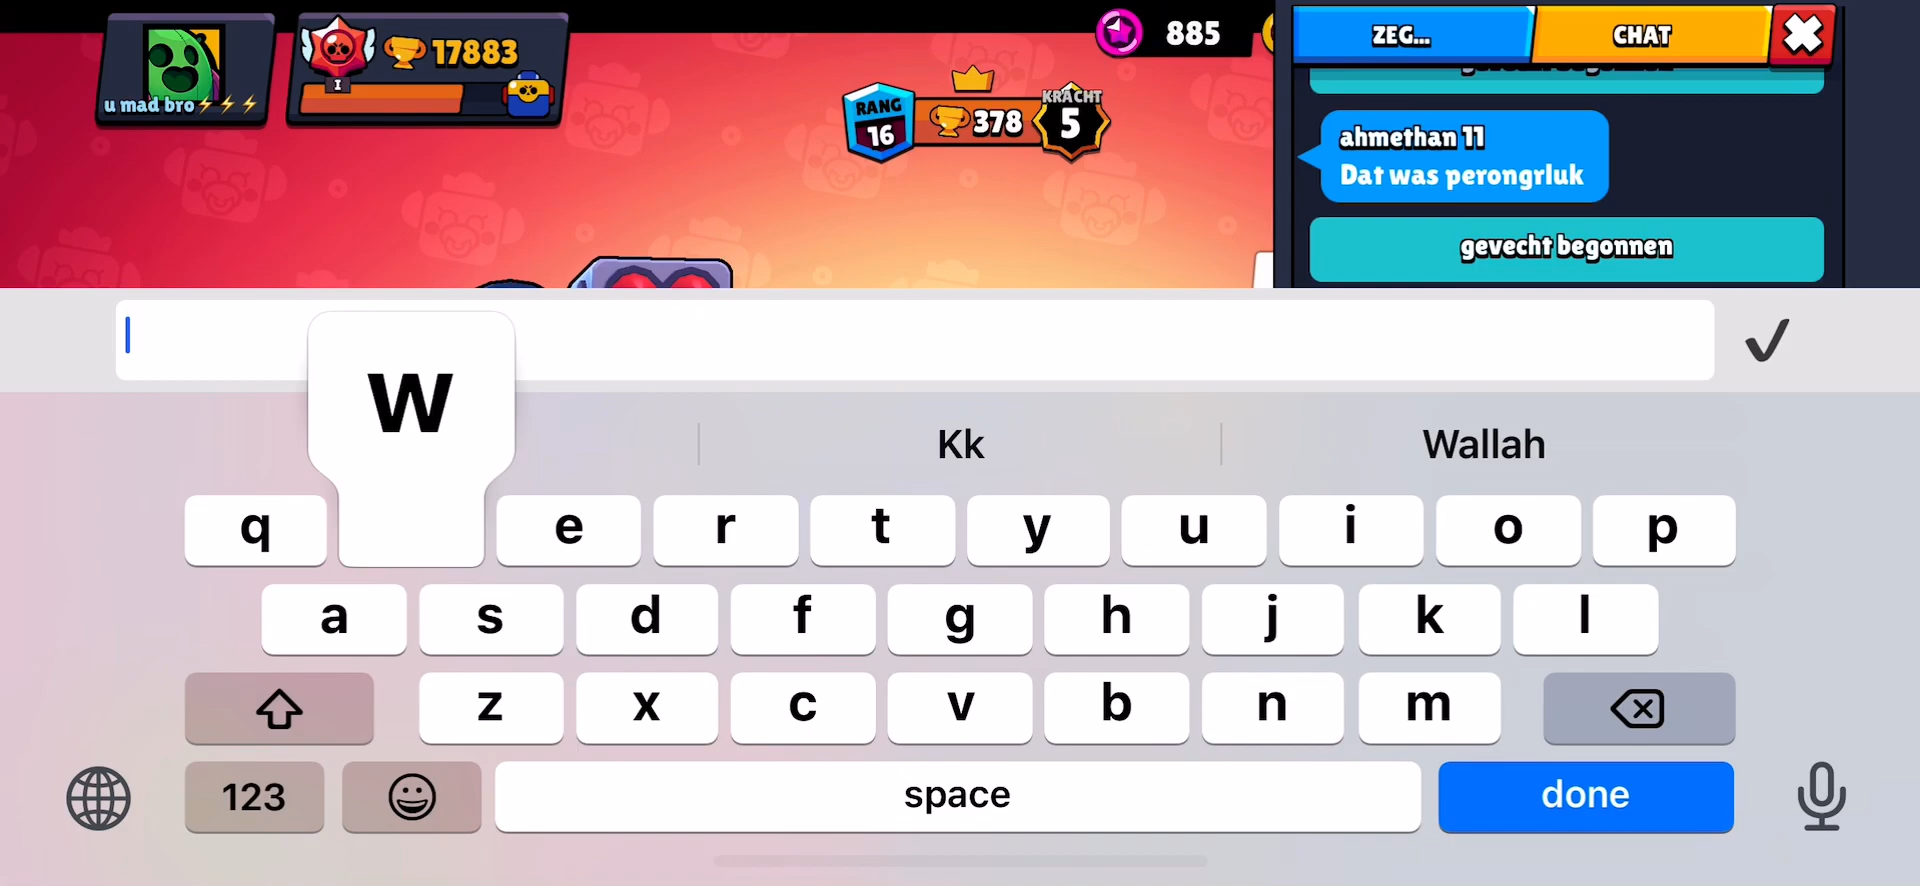 u mad bro⚡⚡⚡
I
17883
885
RANG
16
378
KRACHT
5
ZEG...
CHAT
ahmethan 11
Dat was perongrluk
gevecht begonnen
W
Kk
Wallah
q e r t y u i o p
a s d f g h j k l
z x c v b n m
123
space
done